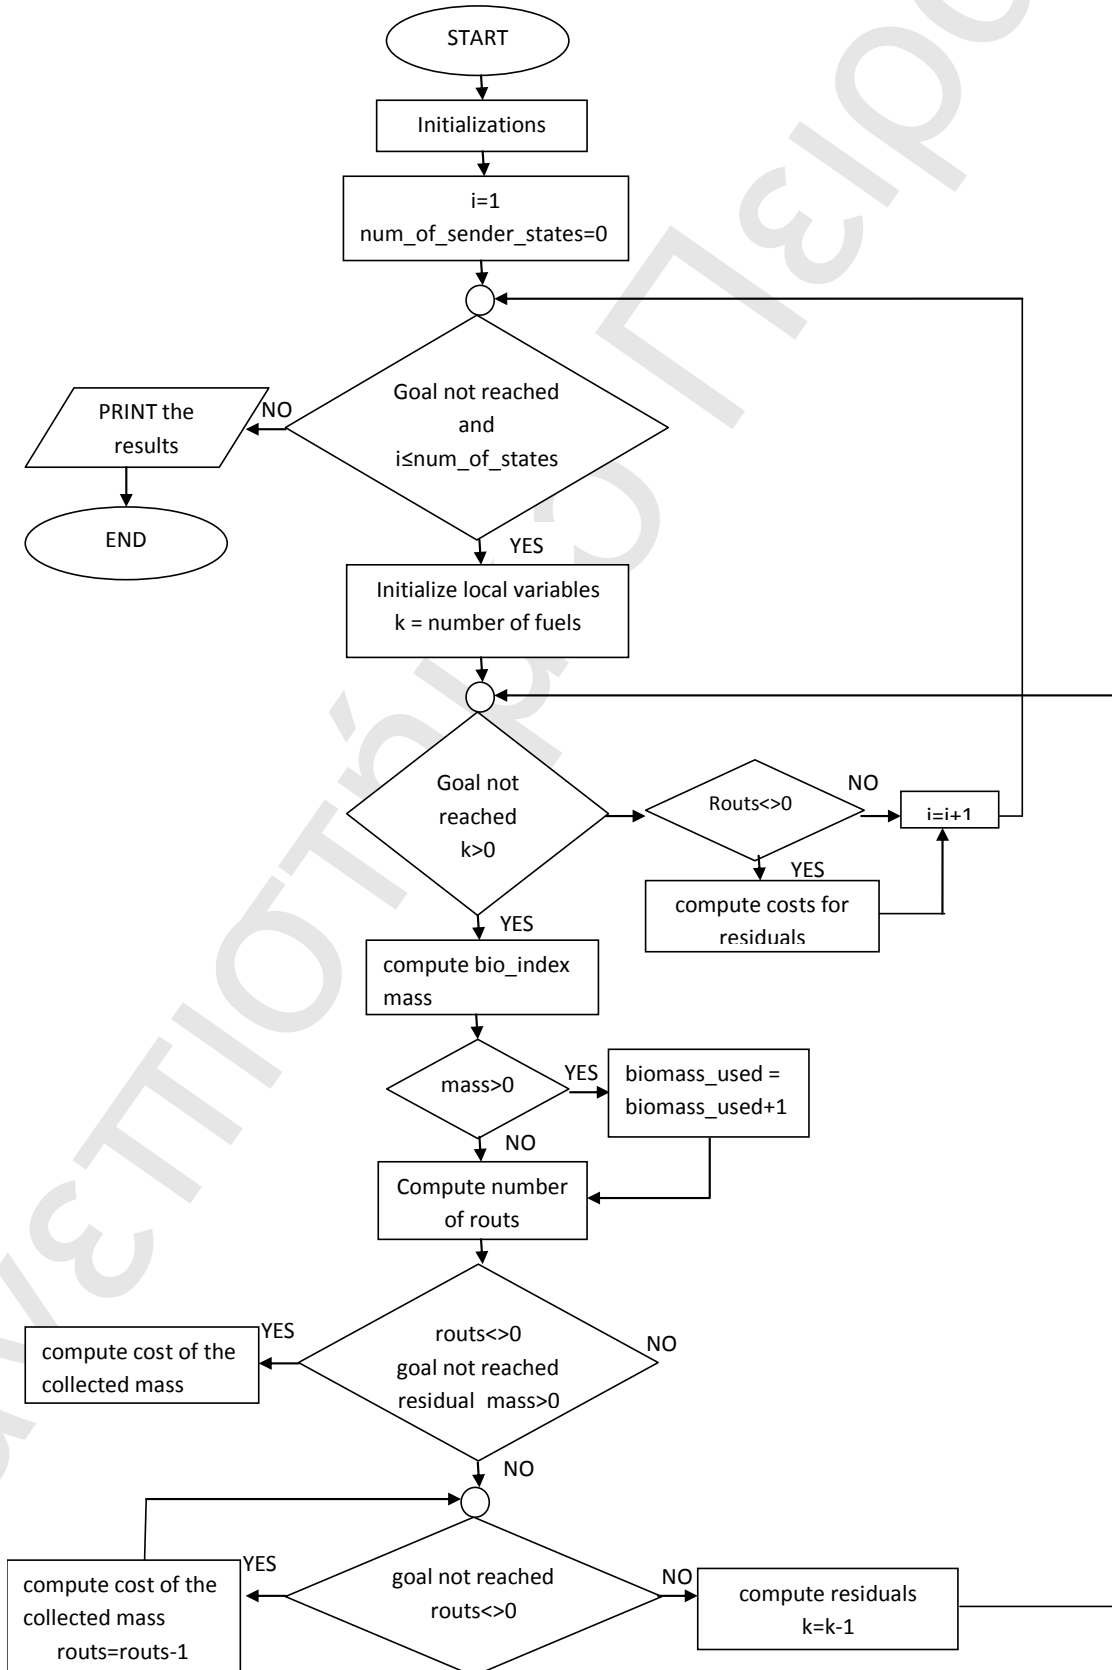 START
Initializations
i=1
num_of_sender_states=0
Goal not reached
and
i≤num_of_states
NO
PRINT the
results
END
YES
Initialize local variables
k = number of fuels
Goal not
reached
k>0
Routs<>0
NO
i=i+1
YES
compute costs for
residuals
YES
compute bio_index
mass
mass>0
YES
biomass_used =
biomass_used+1
NO
Compute number
of routs
routs<>0
goal not reached
residual_mass>0
YES
compute cost of the
collected mass
NO
NO
goal not reached
routs<>0
YES
compute cost of the
collected mass
routs=routs-1
NO
compute residuals
k=k-1
ανεπιστήμιο Πειρα